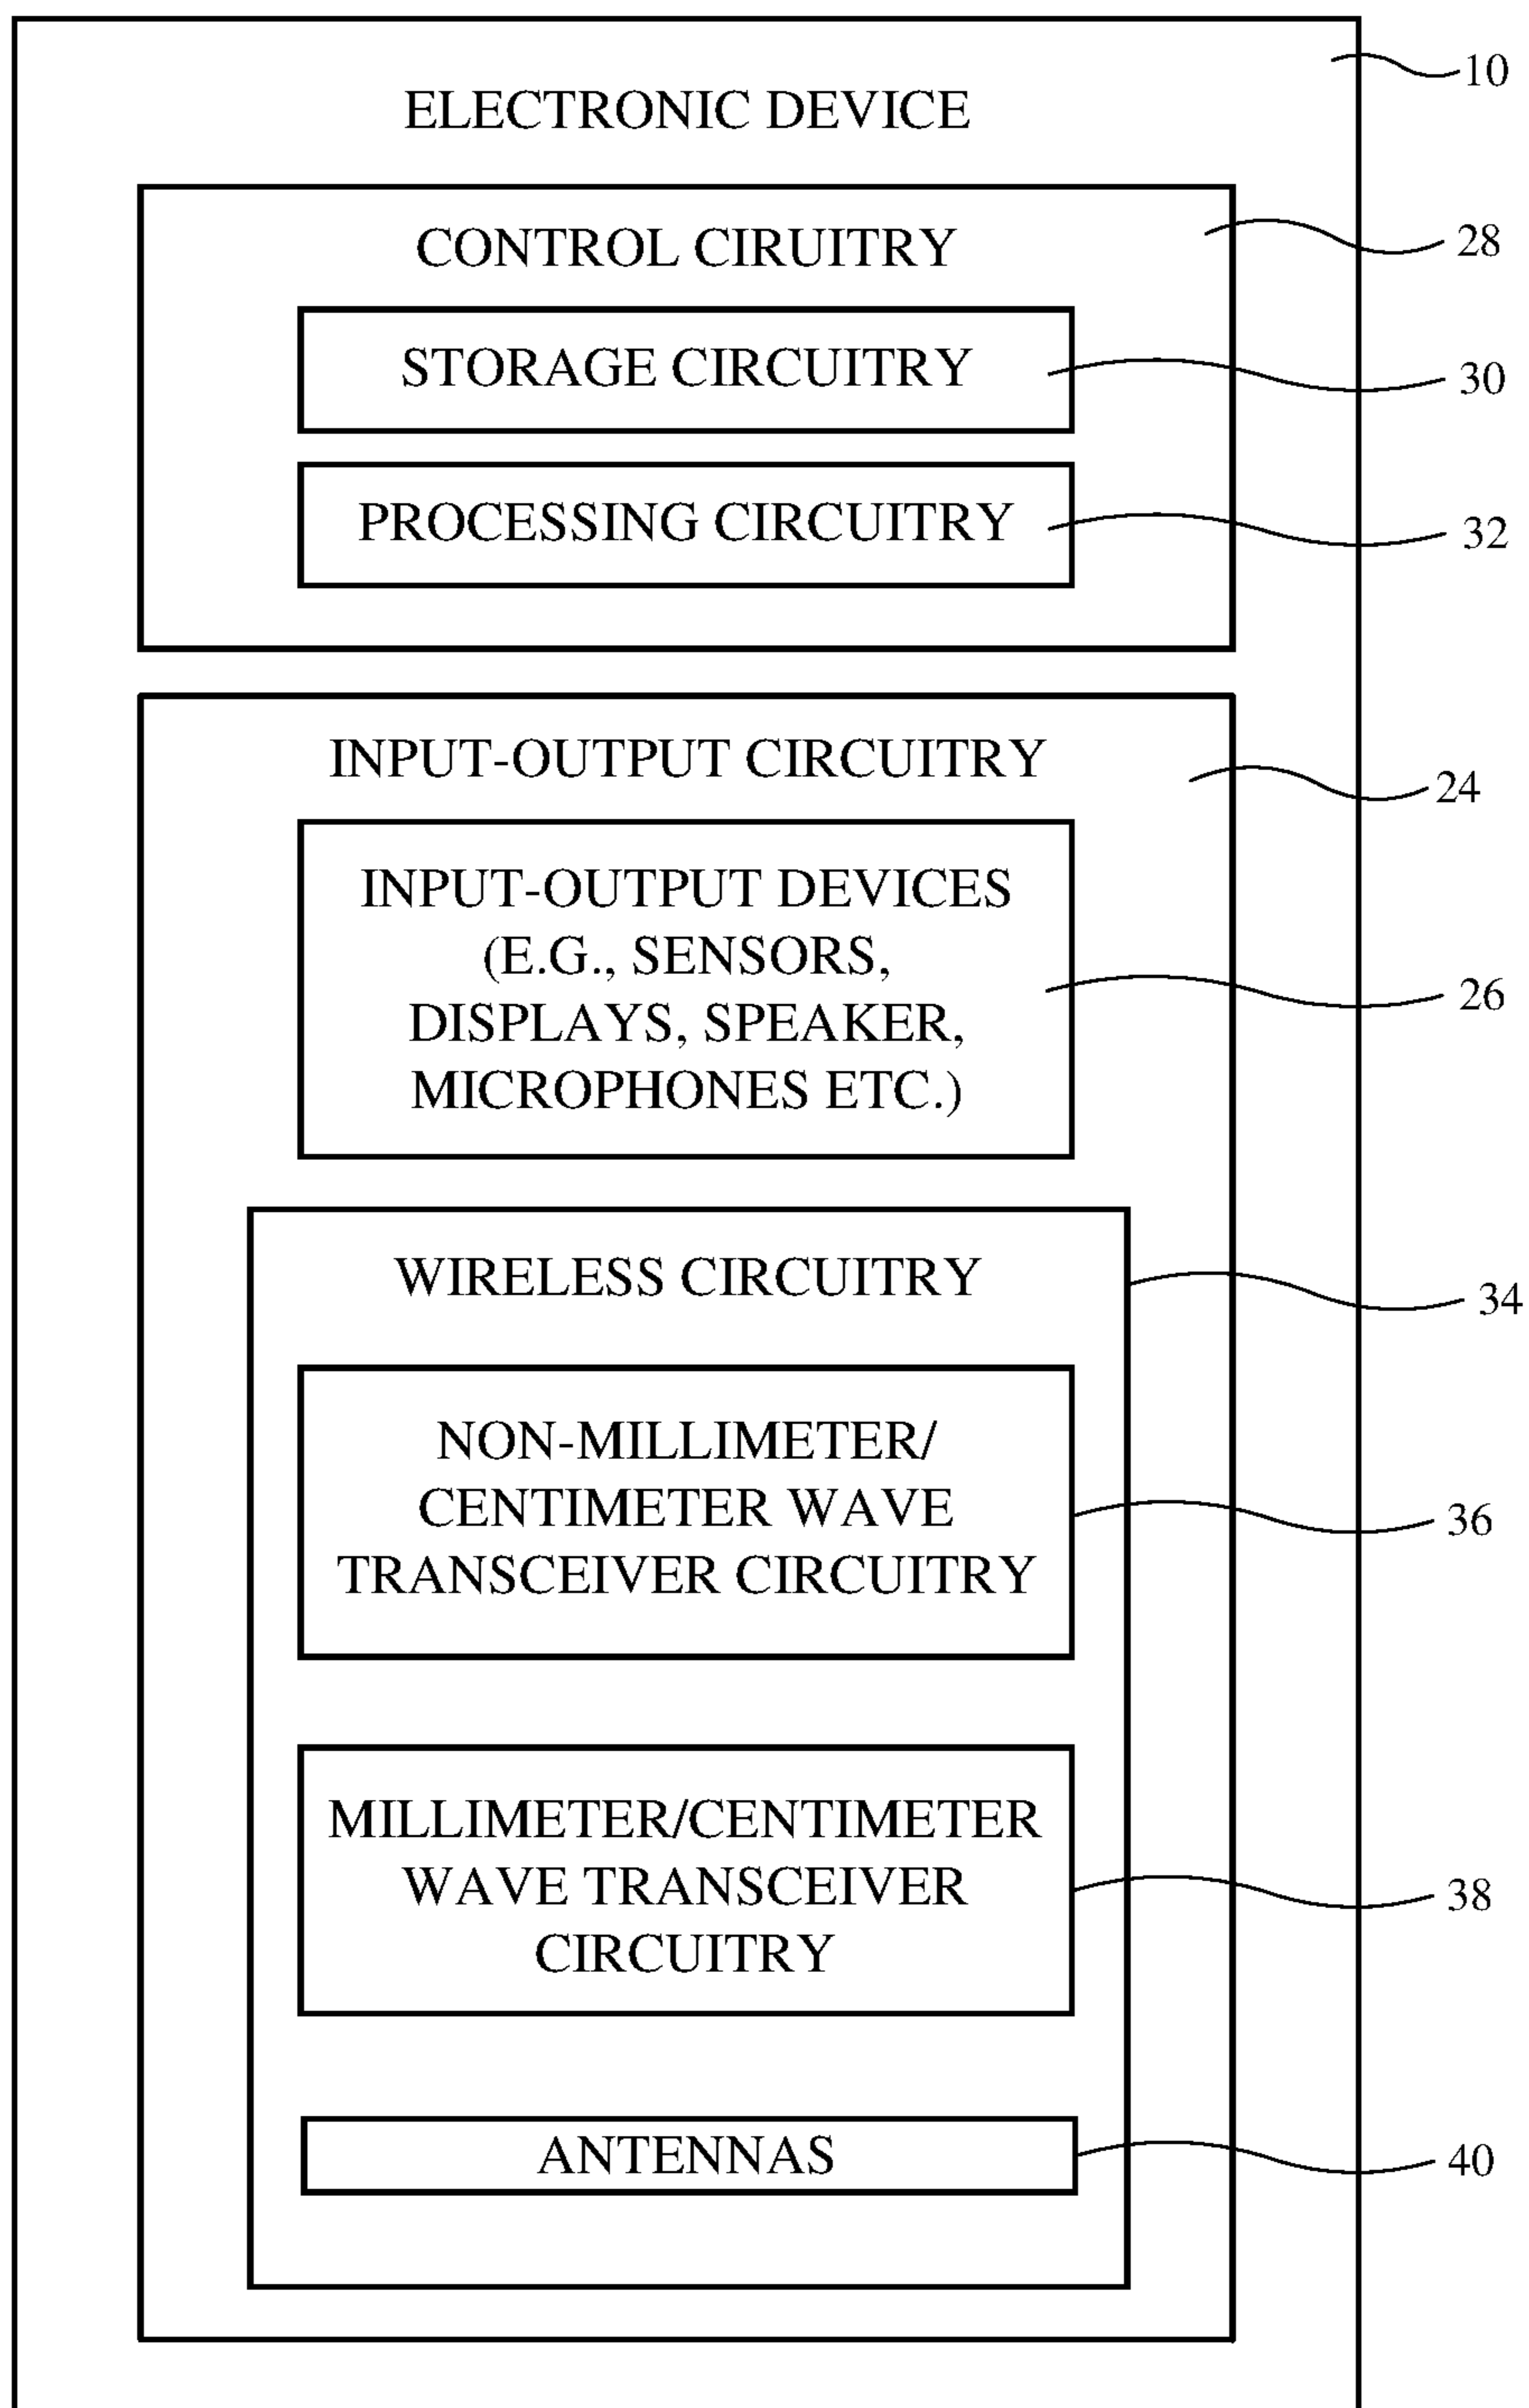 10
ELECTRONIC DEVICE
CONTROL CIRUITRY
28
STORAGE CIRCUITRY
30
PROCESSING CIRCUITRY
32
INPUT-OUTPUT CIRCUITRY
24
INPUT-OUTPUT DEVICES
(E.G., SENSORS,
DISPLAYS, SPEAKER,
MICROPHONES ETC.)
26
WIRELESS CIRCUITRY
34
NON-MILLIMETER/
CENTIMETER WAVE
TRANSCEIVER CIRCUITRY
36
MILLIMETER/CENTIMETER
WAVE TRANSCEIVER
CIRCUITRY
38
ANTENNAS
40